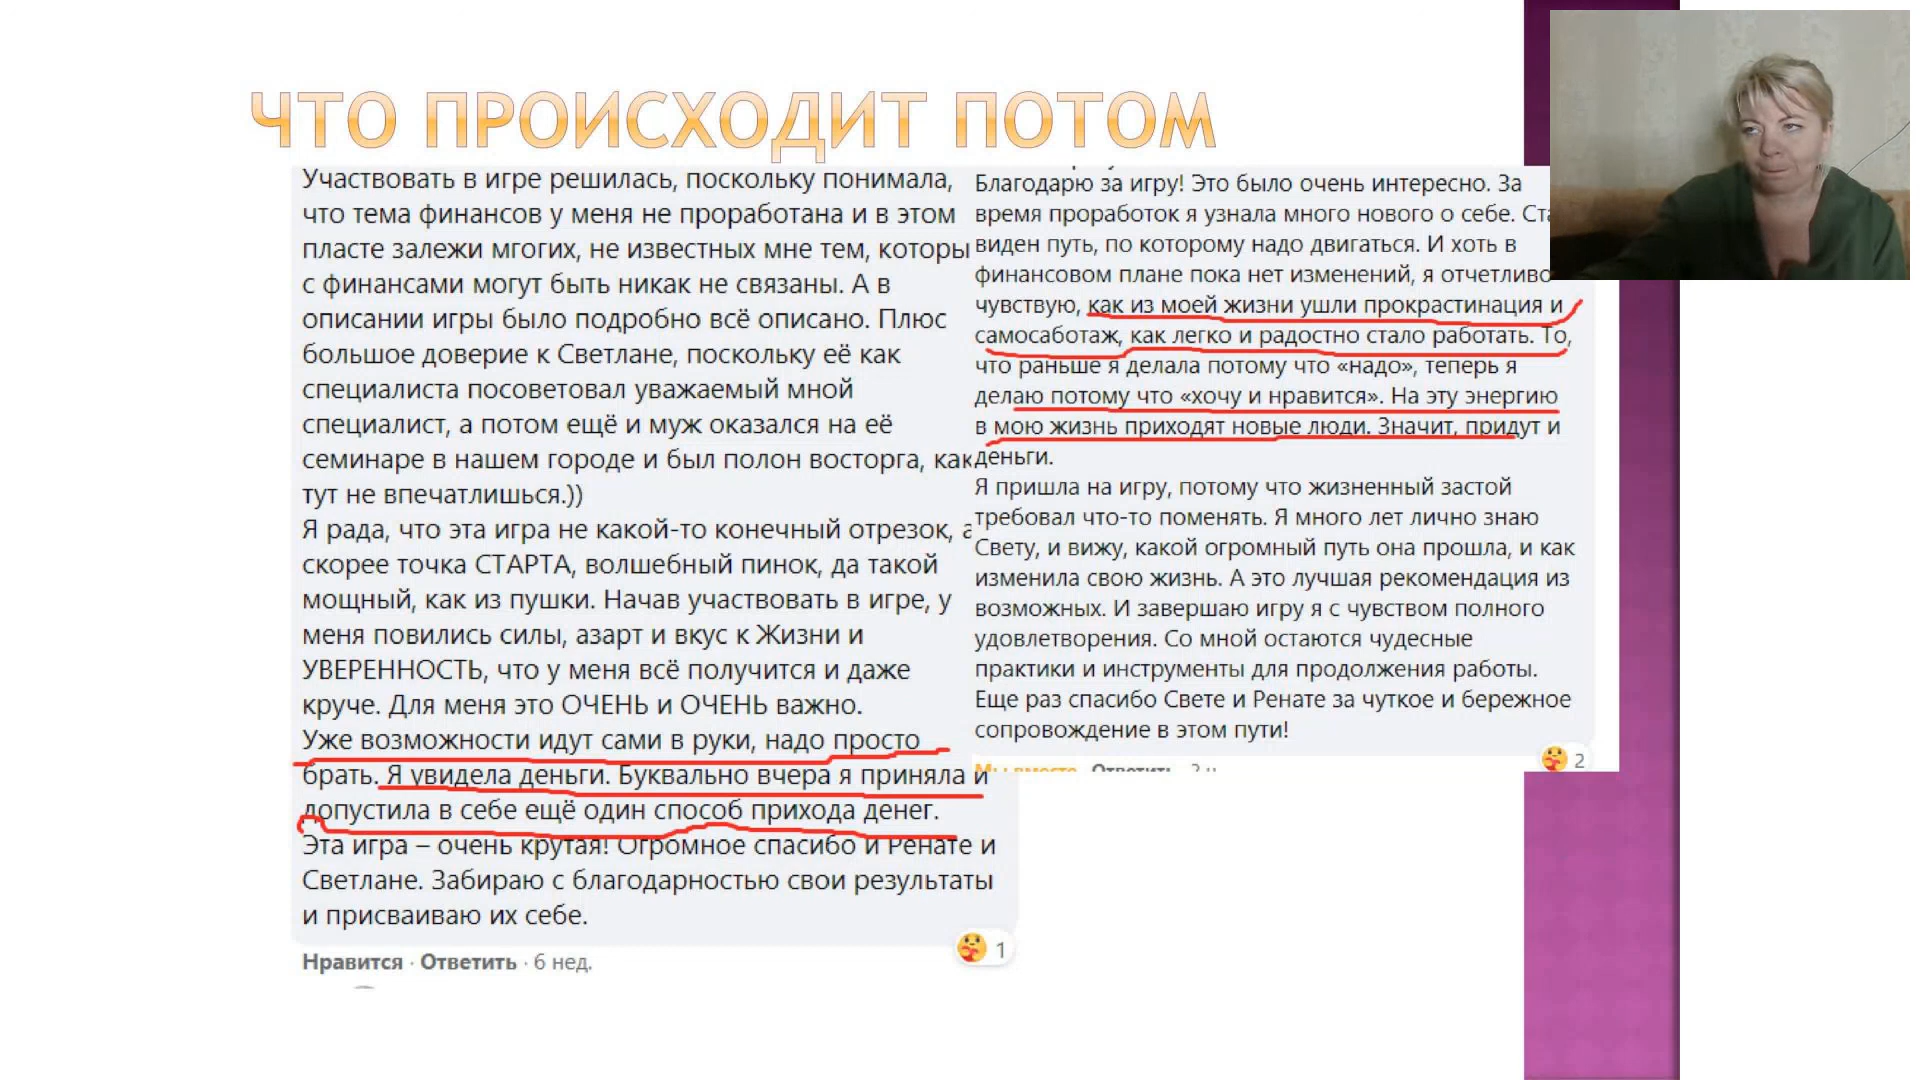 ЧТО ПРОИСХОДИТ ПОТОМ
Участвовать в игре решилась, поскольку понимала,
что тема финансов у меня не проработана и в этом
пласте залежи мгогих, не известных мне тем, которы
с финансами могут быть никак не связаны. А в
описании игры было подробно всё описано. Плюс
большое доверие к Светлане, поскольку её как
специалиста посоветовал уважаемый мной
специалист, а потом ещё и муж оказался на её
семинаре в нашем городе и был полон восторга, как
тут не впечатлишься.))
Я рада, что эта игра не какой-то конечный отрезок, а
скорее точка СТАРТА, волшебный пинок, да такой
мощный, как из пушки. Начав участвовать в игре, у
меня повились силы, азарт и вкус к Жизни и
УВЕРЕННОСТЬ, что у меня всё получится и даже
круче. Для меня это ОЧЕНЬ и ОЧЕНЬ важно.
Уже возможности идут сами в руки, надо просто
брать. Я увидела деньги. Буквально вчера я приняла и
допустила в себе ещё один способ прихода денег.
Эта игра – очень крутая! Огромное спасибо и Ренате и
Светлане. Забираю с благодарностью свои результаты
и присваиваю их себе.
1
Нравится · Ответить · 6 нед.
Благодарю за игру! Это было очень интересно. За
время проработок я узнала много нового о себе. Ста
виден путь, по которому надо двигаться. И хоть в
финансовом плане пока нет изменений, я отчетливо
чувствую, как из моей жизни ушли прокрастинация и
самосаботаж, как легко и радостно стало работать. То,
что раньше я делала потому что «надо», теперь я
делаю потому что «хочу и нравится». На эту энергию
в мою жизнь приходят новые люди. Значит, придут и
деньги.
Я пришла на игру, потому что жизненный застой
требовал что-то поменять. Я много лет лично знаю
Свету, и вижу, какой огромный путь она прошла, и как
изменила свою жизнь. А это лучшая рекомендация из
возможных. И завершаю игру я с чувством полного
удовлетворения. Со мной остаются чудесные
практики и инструменты для продолжения работы.
Еще раз спасибо Свете и Ренате за чуткое и бережное
сопровождение в этом пути!
2
Мы вместе Ответить